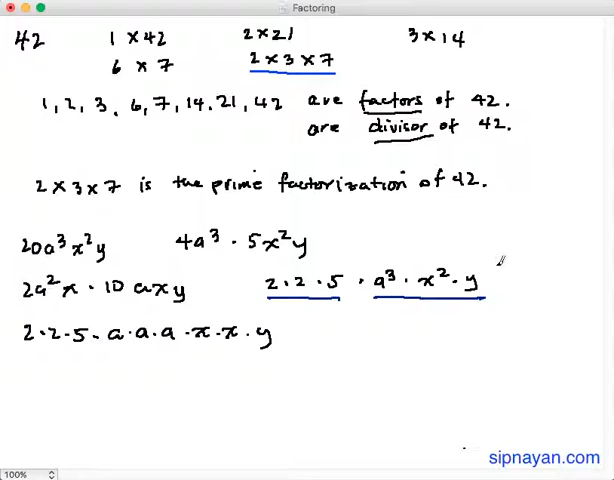 Factoring
42 1 × 42 2 × 21 3 × 14
6 × 7 2 × 3 × 7
1, 2, 3, 6, 7, 14, 21, 42 are factors of 42.
are divisor of 42.
2 × 3 × 7 is the prime factorization of 42.
20a³x²y 4a³ · 5x²y
2a²x · 10 axy 2 · 2 · 5 · a³ · x² · y
2 · 2 · 5 · a · a · a · x · x · y
sipnayan.com
100%